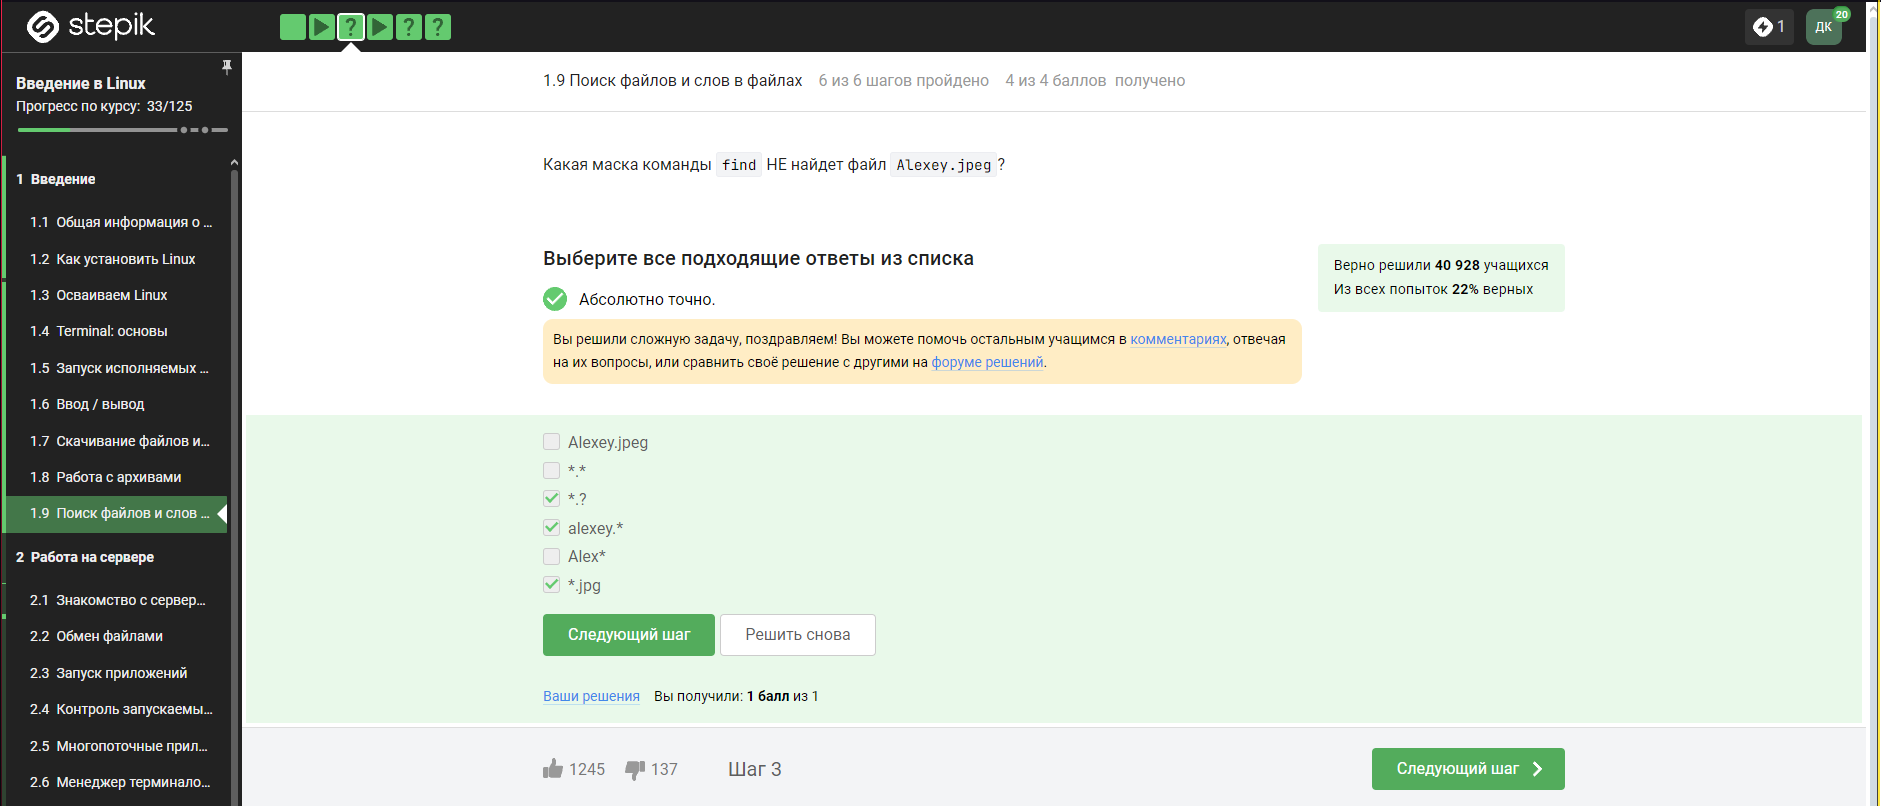 stepik
? ? ?
1
ДК
20
Введение в Linux
Прогресс по курсу: 33/125
1 Введение
1.1 Общая информация о ...
1.2 Как установить Linux
1.3 Осваиваем Linux
1.4 Terminal: основы
1.5 Запуск исполняемых ...
1.6 Ввод / вывод
1.7 Скачивание файлов и...
1.8 Работа с архивами
1.9 Поиск файлов и слов ...
2 Работа на сервере
2.1 Знакомство с сервер...
2.2 Обмен файлами
2.3 Запуск приложений
2.4 Контроль запускаемы...
2.5 Многопоточные прил...
2.6 Менеджер терминало...
1.9 Поиск файлов и слов в файлах 6 из 6 шагов пройдено 4 из 4 баллов получено
Какая маска команды find НЕ найдет файл Alexey.jpeg?
Выберите все подходящие ответы из списка
Абсолютно точно.
Вы решили сложную задачу, поздравляем! Вы можете помочь остальным учащимся в комментариях, отвечая
на их вопросы, или сравнить своё решение с другими на форуме решений.
Верно решили 40 928 учащихся
Из всех попыток 22% верных
Alexey.jpeg
*.*
*.?
alexey.*
Alex*
*.jpg
Следующий шаг Решить снова
Ваши решения Вы получили: 1 балл из 1
1245 137 Шаг 3 Следующий шаг